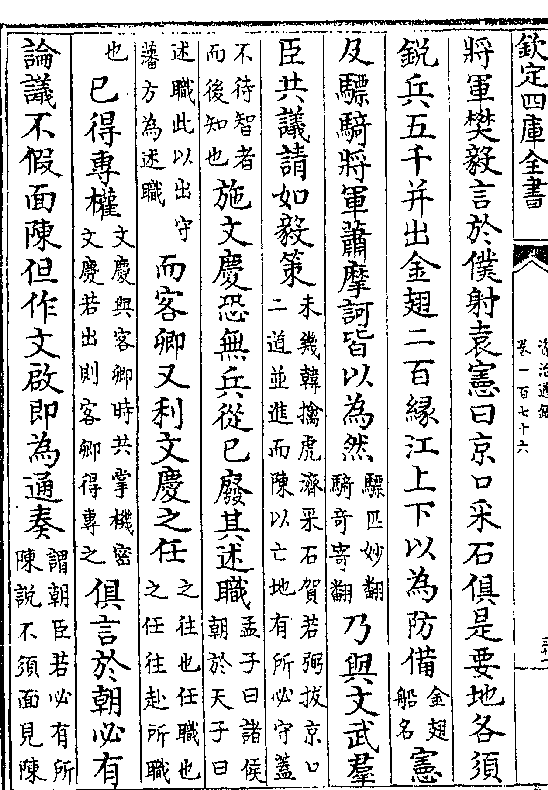 欽定四庫全書
資治通鑑
卷一百七十六
將軍樊毅言於僕射袁憲曰京口采石俱是要地各須
銳兵五千并出金翅二百緣江上下以為防備金翅船名憲
及驃騎將軍蕭摩訶皆以為然驃匹妙翻騎奇寄翻乃與文武羣
臣共議請如毅策未幾韓擒虎濟采石賀若弼拔京口二道並進而陳以亡地有所必守蓋
不待智者而後知也施文慶恐無兵從已廢其述職孟子曰諸侯朝於天子曰
述職此以出守藩方為述職而客卿又利文慶之任之往也任職也之任往赴所職
也已得專權文慶與客卿時共掌機密文慶若出則客卿得專之俱言於朝必有
論議不假面陳但作文啟即為通奏謂朝臣若必有所陳說不須面見陳